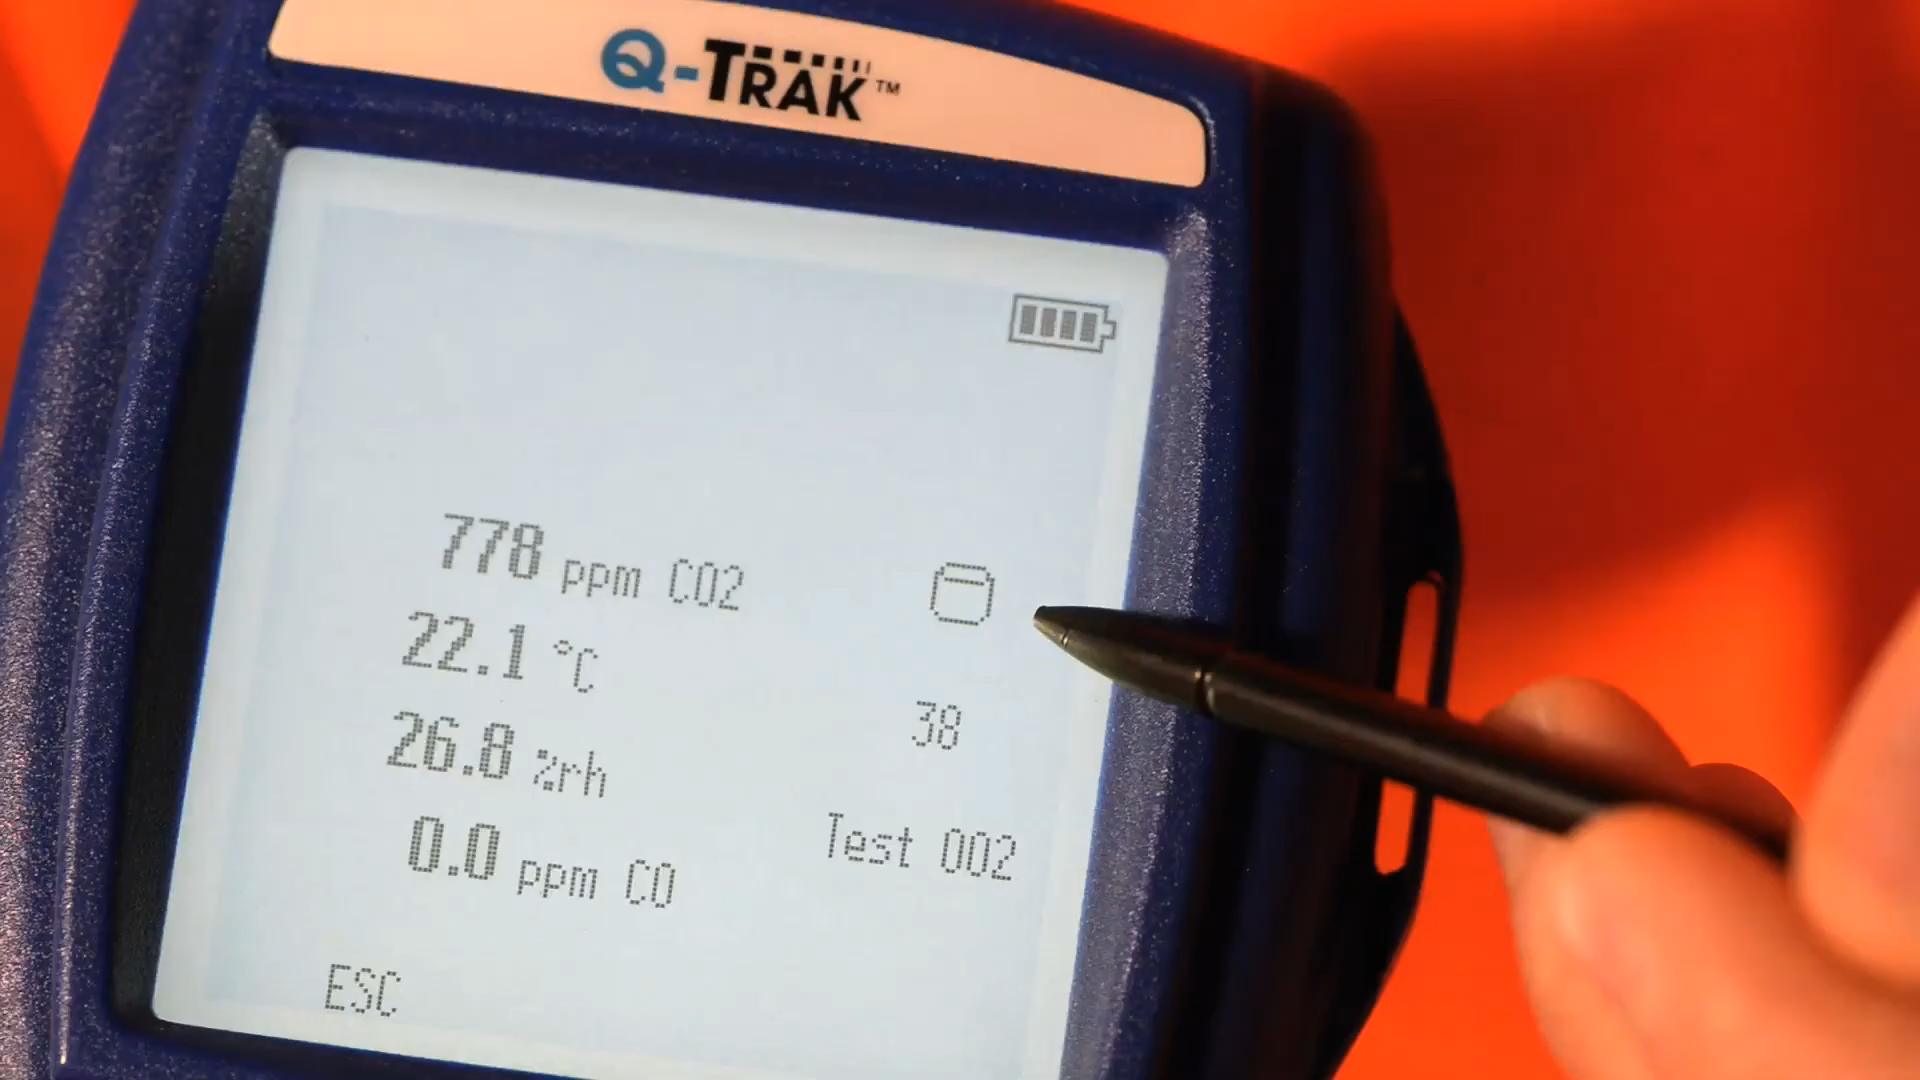 Q-TRAK™
778 ppm CO2
22.1 °C
26.8 %rh
0.0 ppm CO
38
Test 002
ESC